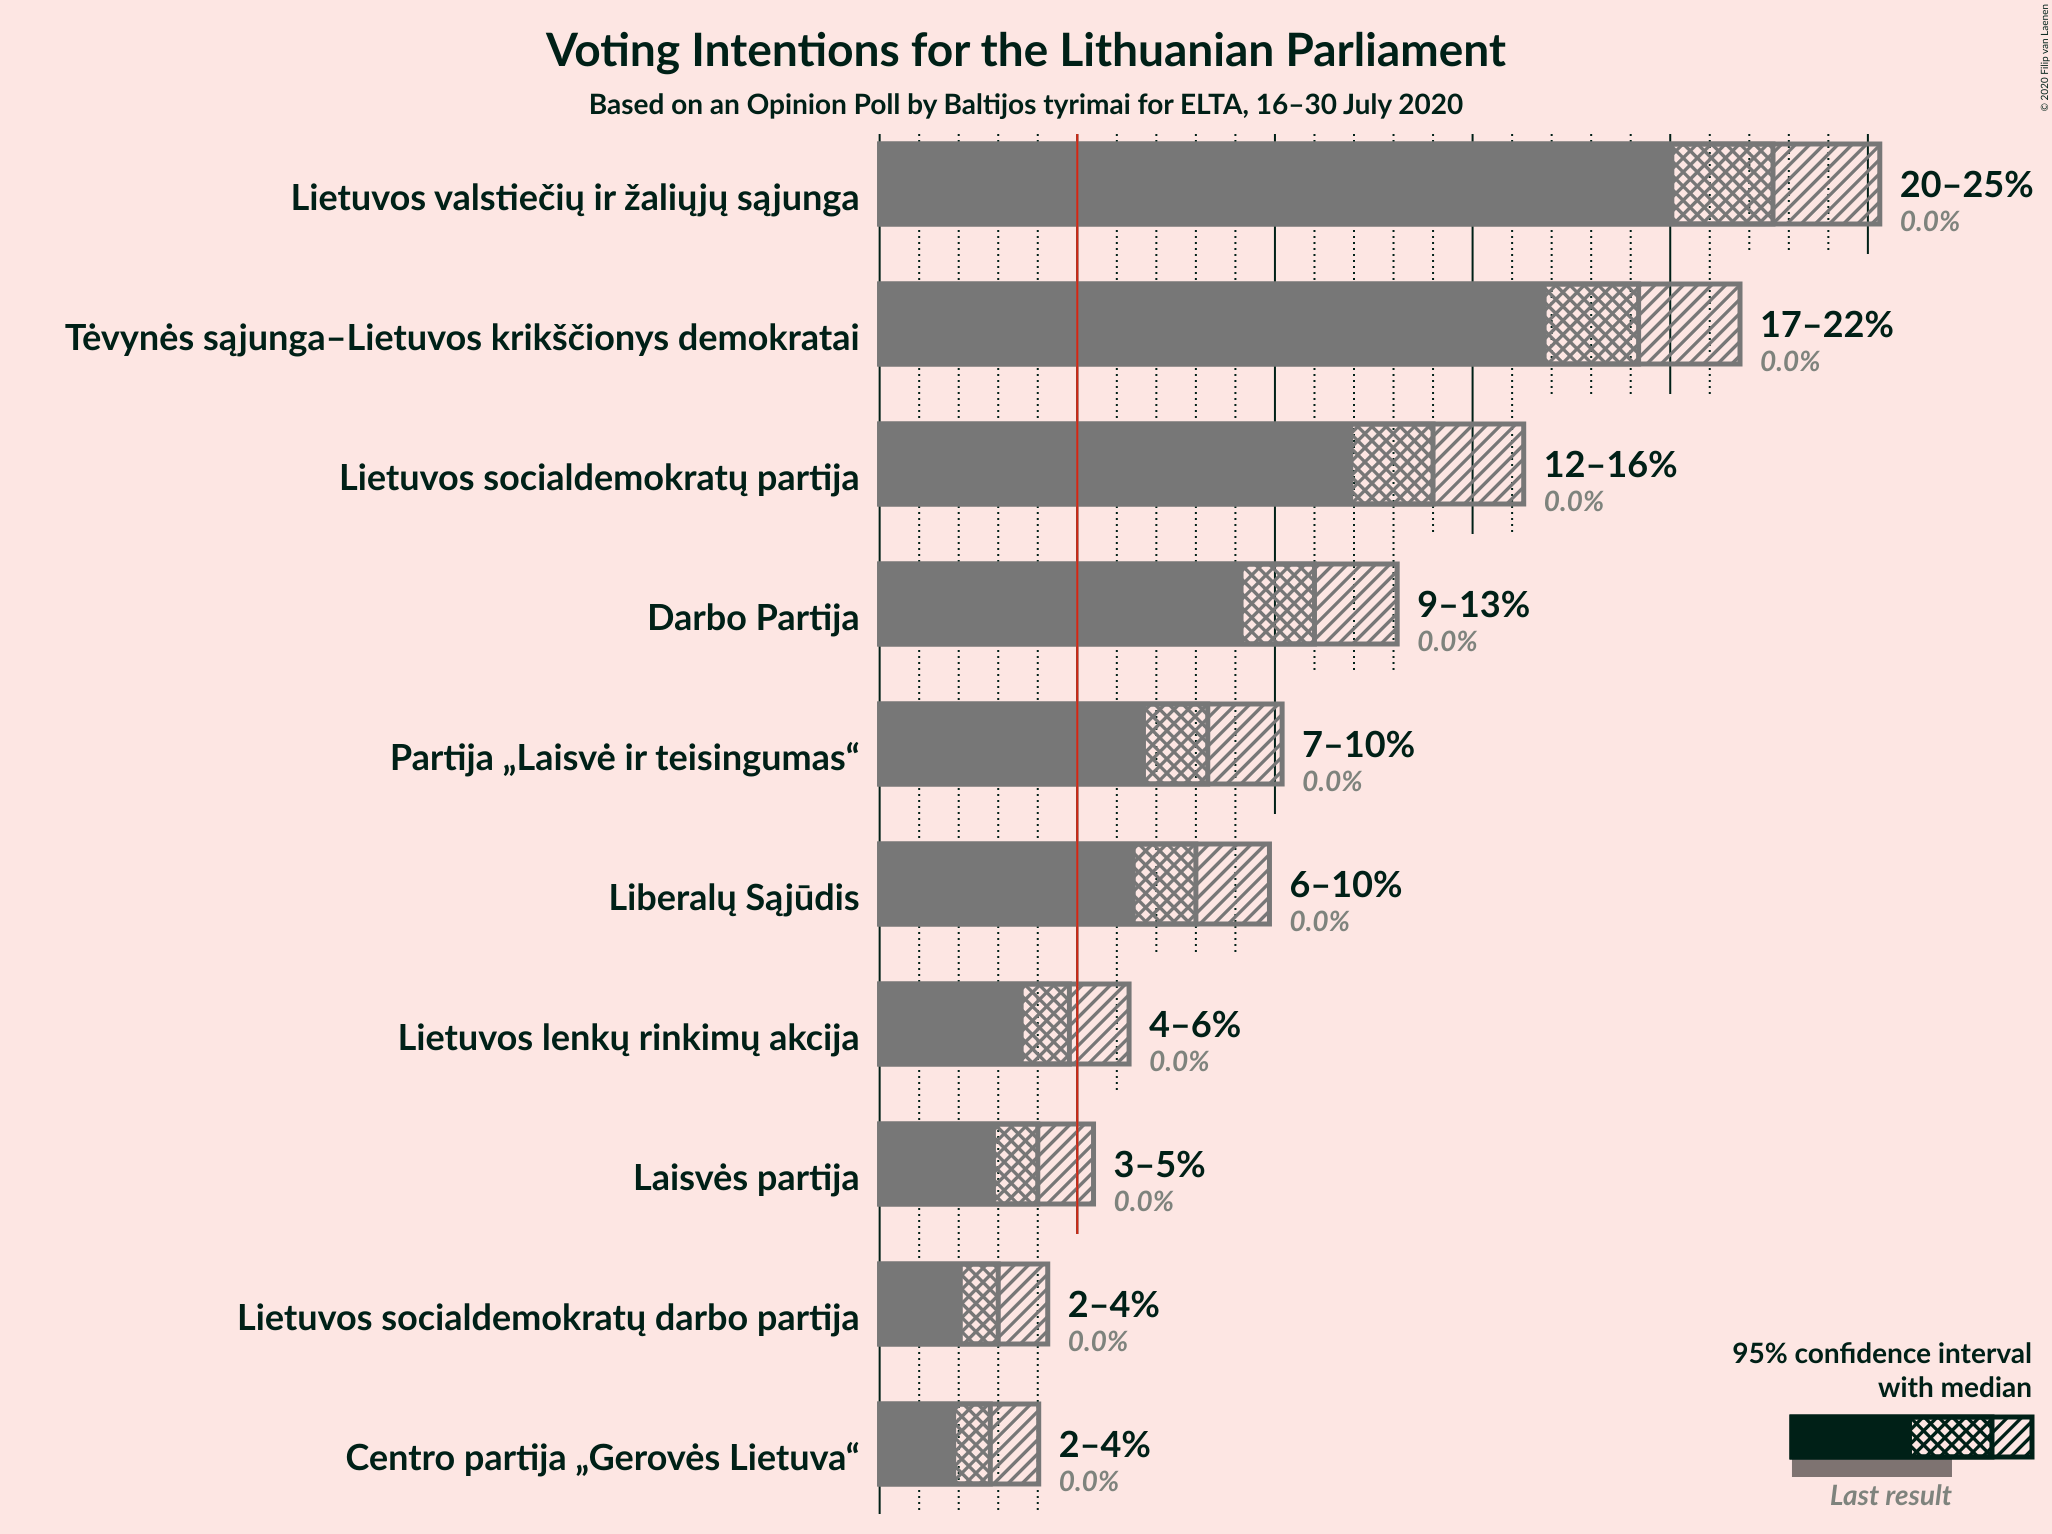 Voting Intentions for the Lithuanian Parliament
Based on an Opinion Poll by Baltijos tyrimai for ELTA, 16–30 July 2020
© 2020 Filip van Laenen
Lietuvos valstiečių ir žaliųjų sąjunga
20–25%
0.0%
Tėvynės sąjunga–Lietuvos krikščionys demokratai
17–22%
0.0%
Lietuvos socialdemokratų partija
12–16%
0.0%
Darbo Partija
9–13%
0.0%
Partija „Laisvė ir teisingumas“
7–10%
0.0%
Liberalų Sąjūdis
6–10%
0.0%
Lietuvos lenkų rinkimų akcija
4–6%
0.0%
Laisvės partija
3–5%
0.0%
Lietuvos socialdemokratų darbo partija
2–4%
0.0%
Centro partija „Gerovės Lietuva“
2–4%
0.0%
95% confidence interval
with median
Last result